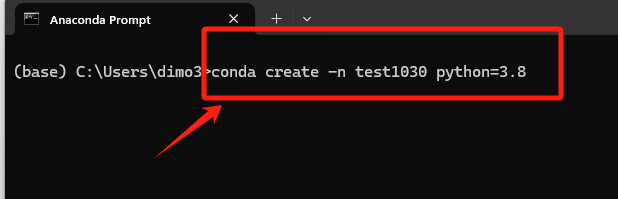 Anaconda Prompt
(base) C:\Users\dimo3>conda create -n test1030 python=3.8